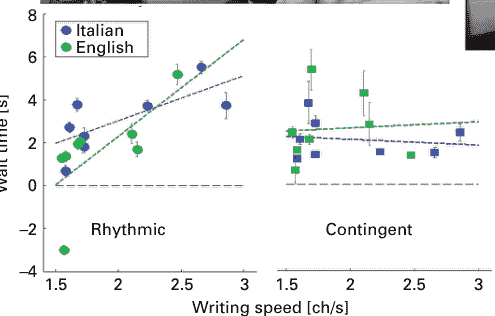 8
6
4
2
0
−2
−4
Wait time [s]
Italian
English
Rhythmic
Contingent
1.5 2 2.5 3
1.5 2 2.5 3
Writing speed [ch/s]